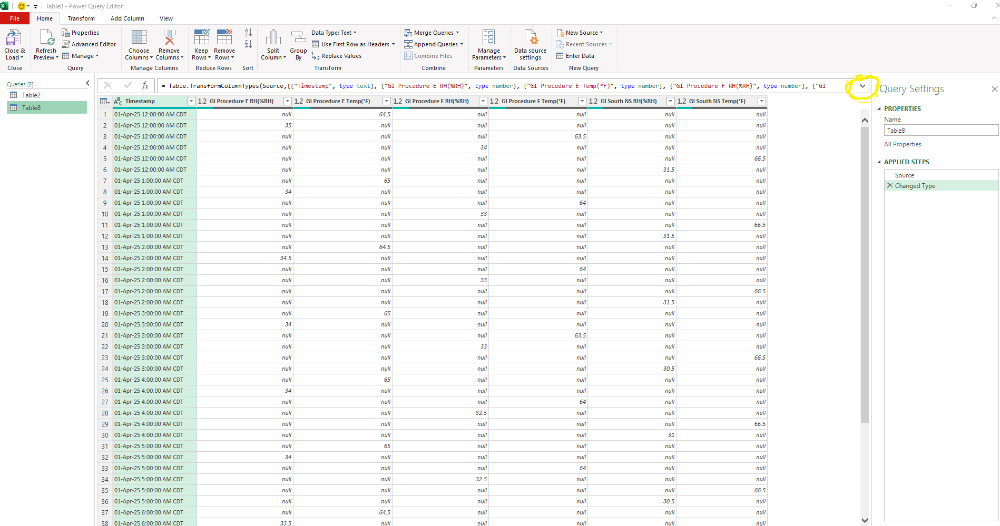 Table8 - Power Query Editor
File Home Transform Add Column View
Close & Load
Close
Refresh Preview
Properties
Advanced Editor
Manage
Query
Choose Columns
Remove Columns
Manage Columns
Keep Rows
Remove Rows
Reduce Rows
Sort
Split Column
Group By
Data Type: Text
Use First Row as Headers
Replace Values
Transform
Merge Queries
Append Queries
Combine Files
Combine
Manage Parameters
Parameters
Data source settings
Data Sources
New Source
Recent Sources
Enter Data
New Query
Queries [2]
Table2
Table8
fx = Table.TransformColumnTypes(Source,{{"Timestamp", type text}, {"GI Procedure E RH(%RH)", type number}, {"GI Procedure E Temp(°F)", type number}, {"GI Procedure F RH(%RH)", type number}, {"GI
ABC Timestamp 1.2 GI Procedure E RH(%RH) 1.2 GI Procedure E Temp(°F) 1.2 GI Procedure F RH(%RH) 1.2 GI Procedure F Temp(°F) 1.2 GI South NS RH(%RH) 1.2 GI South NS Temp(°F)
1 01-Apr-25 12:00:00 AM CDT null 64.5 null null null null
2 01-Apr-25 12:00:00 AM CDT 35 null null null null null
3 01-Apr-25 12:00:00 AM CDT null null null 63.5 null null
4 01-Apr-25 12:00:00 AM CDT null null 34 null null null
5 01-Apr-25 12:00:00 AM CDT null null null null null 66.5
6 01-Apr-25 12:00:00 AM CDT null null null null 31.5 null
7 01-Apr-25 1:00:00 AM CDT null 65 null null null null
8 01-Apr-25 1:00:00 AM CDT 34 null null null null null
9 01-Apr-25 1:00:00 AM CDT null null null 64 null null
10 01-Apr-25 1:00:00 AM CDT null null 33 null null null
11 01-Apr-25 1:00:00 AM CDT null null null null null 66.5
12 01-Apr-25 1:00:00 AM CDT null null null null 31.5 null
13 01-Apr-25 2:00:00 AM CDT null 64.5 null null null null
14 01-Apr-25 2:00:00 AM CDT 34.5 null null null null null
15 01-Apr-25 2:00:00 AM CDT null null null 64 null null
16 01-Apr-25 2:00:00 AM CDT null null 33 null null null
17 01-Apr-25 2:00:00 AM CDT null null null null null 66.5
18 01-Apr-25 2:00:00 AM CDT null null null null 31.5 null
19 01-Apr-25 3:00:00 AM CDT null 65 null null null null
20 01-Apr-25 3:00:00 AM CDT 34 null null null null null
21 01-Apr-25 3:00:00 AM CDT null null null 63.5 null null
22 01-Apr-25 3:00:00 AM CDT null null 33 null null null
23 01-Apr-25 3:00:00 AM CDT null null null null null 66.5
24 01-Apr-25 3:00:00 AM CDT null null null null 30.5 null
25 01-Apr-25 4:00:00 AM CDT null 65 null null null null
26 01-Apr-25 4:00:00 AM CDT 34 null null null null null
27 01-Apr-25 4:00:00 AM CDT null null null 64 null null
28 01-Apr-25 4:00:00 AM CDT null null 32.5 null null null
29 01-Apr-25 4:00:00 AM CDT null null null null null 66.5
30 01-Apr-25 4:00:00 AM CDT null null null null 31 null
31 01-Apr-25 5:00:00 AM CDT null 65 null null null null
32 01-Apr-25 5:00:00 AM CDT 34 null null null null null
33 01-Apr-25 5:00:00 AM CDT null null null 64 null null
34 01-Apr-25 5:00:00 AM CDT null null 32.5 null null null
35 01-Apr-25 5:00:00 AM CDT null null null null null 66.5
36 01-Apr-25 5:00:00 AM CDT null null null null 30.5 null
37 01-Apr-25 6:00:00 AM CDT null 64.5 null null null null
38 01-Apr-25 6:00:00 AM CDT 33.5 null null null null null
Query Settings
PROPERTIES
Name
Table8
All Properties
APPLIED STEPS
Source
Changed Type